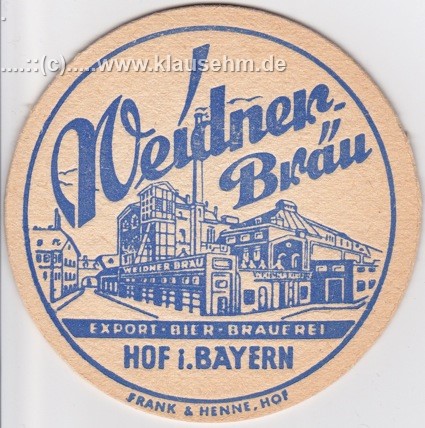 .....::(c)::.....www.klausehm.de
Weidner-
Bräu
WEIDNER BRÄU
EXPORT·BIER·BRAUEREI
HOF i. BAYERN
FRANK & HENNE, HOF